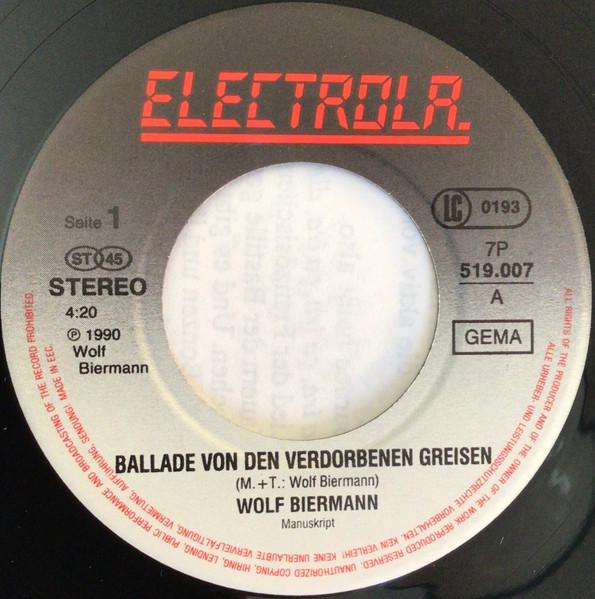 ELECTROLA.
Seite 1
LC 0193
ST 45
STEREO
4:20
℗ 1990
Wolf
Biermann
7P
519.007
A
GEMA
BALLADE VON DEN VERDORBENEN GREISEN
(M.+T.: Wolf Biermann)
WOLF BIERMANN
Manuskript
ALL RIGHTS OF THE PRODUCER AND OF THE OWNER OF THE WORK REPRODUCED RESERVED. UNAUTHORIZED COPYING, HIRING, LENDING, PUBLIC PERFORMANCE AND BROADCASTING OF THE RECORD PROHIBITED.
ALLE URHEBER- UND LEISTUNGSSCHUTZRECHTE VORBEHALTEN. KEIN VERLEIH! KEINE UNERLAUBTE VERVIELFÄLTIGUNG, VERMIETUNG, AUFFÜHRUNG, SENDUNG! MADE IN EEC.